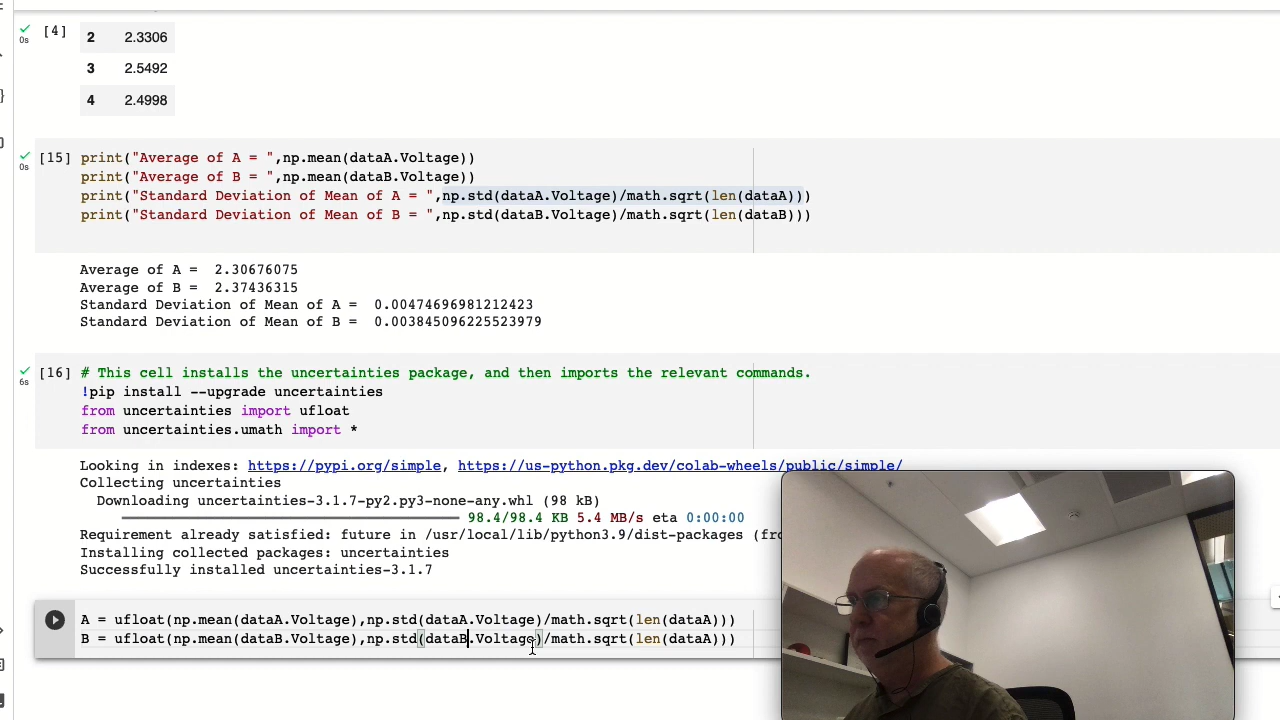 [4]
0s
2 2.3306
3 2.5492
4 2.4998
[15] print("Average of A = ",np.mean(dataA.Voltage))
0s
print("Average of B = ",np.mean(dataB.Voltage))
print("Standard Deviation of Mean of A = ",np.std(dataA.Voltage)/math.sqrt(len(dataA)))
print("Standard Deviation of Mean of B = ",np.std(dataB.Voltage)/math.sqrt(len(dataB)))
Average of A =  2.30676075
Average of B =  2.37436315
Standard Deviation of Mean of A =  0.00474696981212423
Standard Deviation of Mean of B =  0.003845096225523979
[16] # This cell installs the uncertainties package, and then imports the relevant commands.
6s
!pip install --upgrade uncertainties
from uncertainties import ufloat
from uncertainties.umath import *
Looking in indexes: https://pypi.org/simple, https://us-python.pkg.dev/colab-wheels/public/simple/
Collecting uncertainties
Downloading uncertainties-3.1.7-py2.py3-none-any.whl (98 kB)
98.4/98.4 KB 5.4 MB/s eta 0:00:00
Requirement already satisfied: future in /usr/local/lib/python3.9/dist-packages
Installing collected packages: uncertainties
Successfully installed uncertainties-3.1.7
A = ufloat(np.mean(dataA.Voltage),np.std(dataA.Voltage)/math.sqrt(len(dataA)))
B = ufloat(np.mean(dataB.Voltage),np.std(dataB.Voltage)/math.sqrt(len(dataA)))